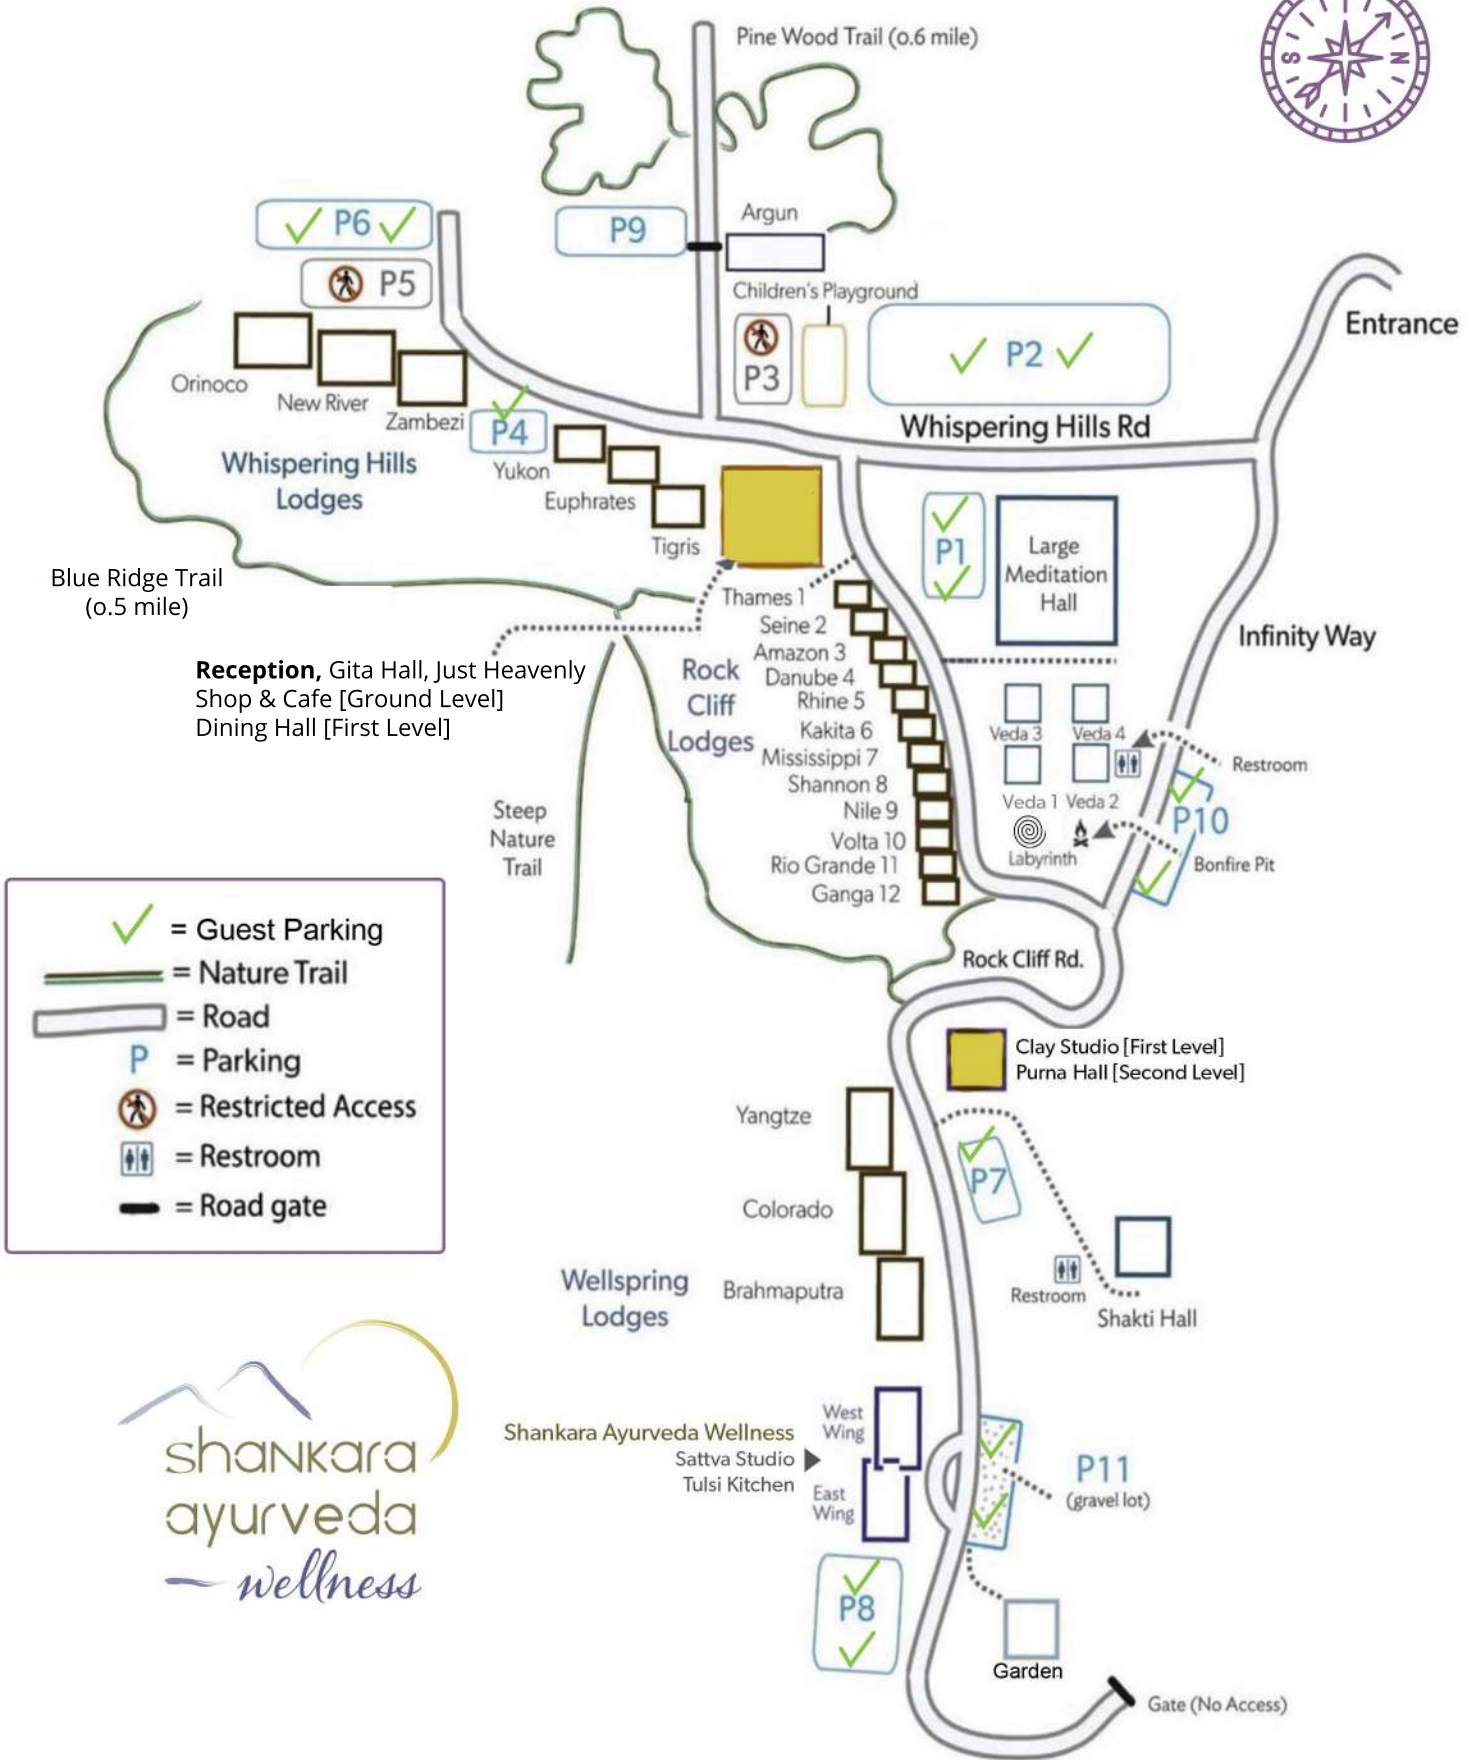 Pine Wood Trail (0.6 mile)
S
N
P6
P9
Argun
P5
Children's Playground
Entrance
Orinoco
New River
Zambezi
P3
P2
P4
Whispering Hills Rd
Whispering Hills
Lodges
Yukon
Euphrates
Tigris
P1
Large
Meditation
Hall
Blue Ridge Trail
(0.5 mile)
Infinity Way
Reception, Gita Hall, Just Heavenly
Shop & Cafe [Ground Level]
Dining Hall [First Level]
Rock
Cliff
Lodges
Thames 1
Seine 2
Amazon 3
Danube 4
Rhine 5
Kakita 6
Mississippi 7
Shannon 8
Nile 9
Volta 10
Rio Grande 11
Ganga 12
Veda 3
Veda 4
Restroom
Veda 1
Veda 2
P10
Labyrinth
Bonfire Pit
Steep
Nature
Trail
Rock Cliff Rd.
= Guest Parking
= Nature Trail
= Road
P = Parking
= Restricted Access
= Restroom
= Road gate
Clay Studio [First Level]
Purna Hall [Second Level]
Yangtze
P7
Colorado
Brahmaputra
Wellspring
Lodges
Restroom
Shakti Hall
shankara
ayurveda
wellness
West
Wing
Shankara Ayurveda Wellness
Sattva Studio
Tulsi Kitchen
East
Wing
P11
(gravel lot)
P8
Garden
Gate (No Access)